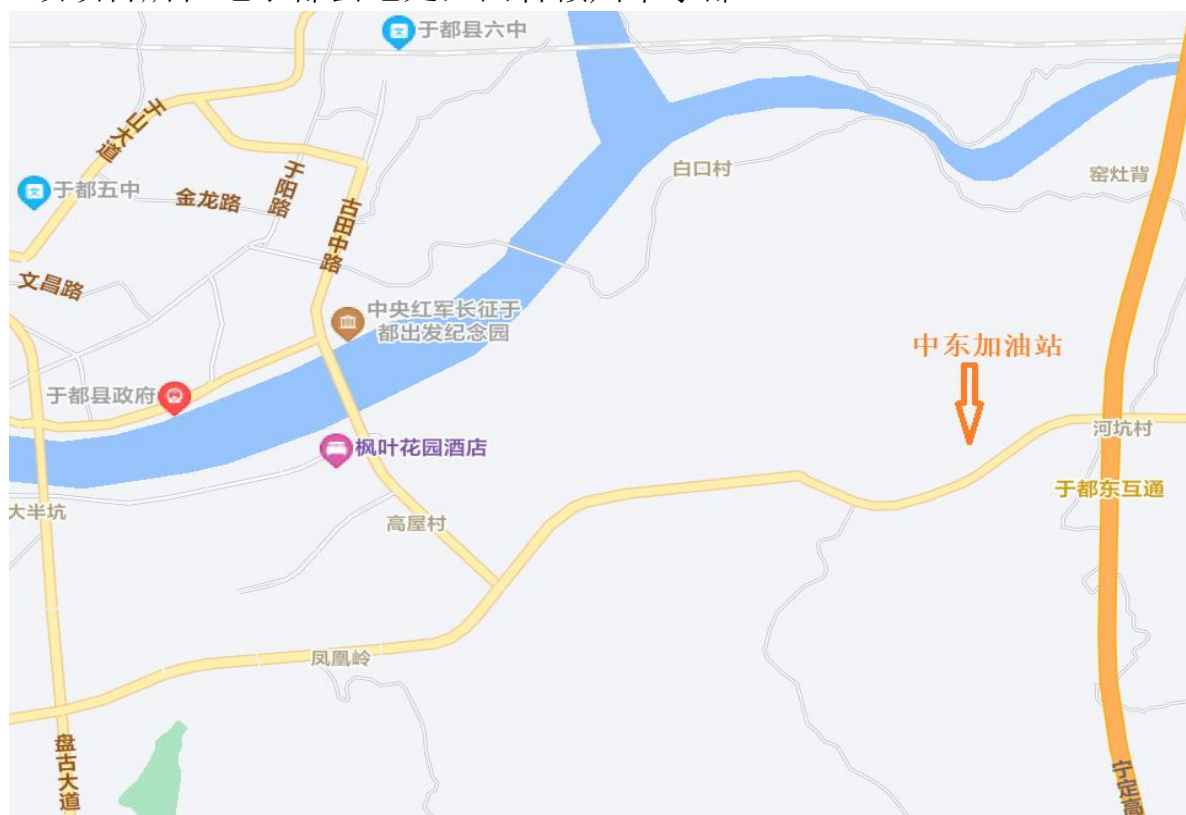 于都县六中
于山大道
于都五中
金龙路
于阳路
古田中路
文昌路
白口村
窑灶背
中央红军长征于
都出发纪念园
中东加油站
于都县政府
河坑村
枫叶花园酒店
于都东互通
大半坑
高屋村
凤凰岭
盘古大道
宁定高